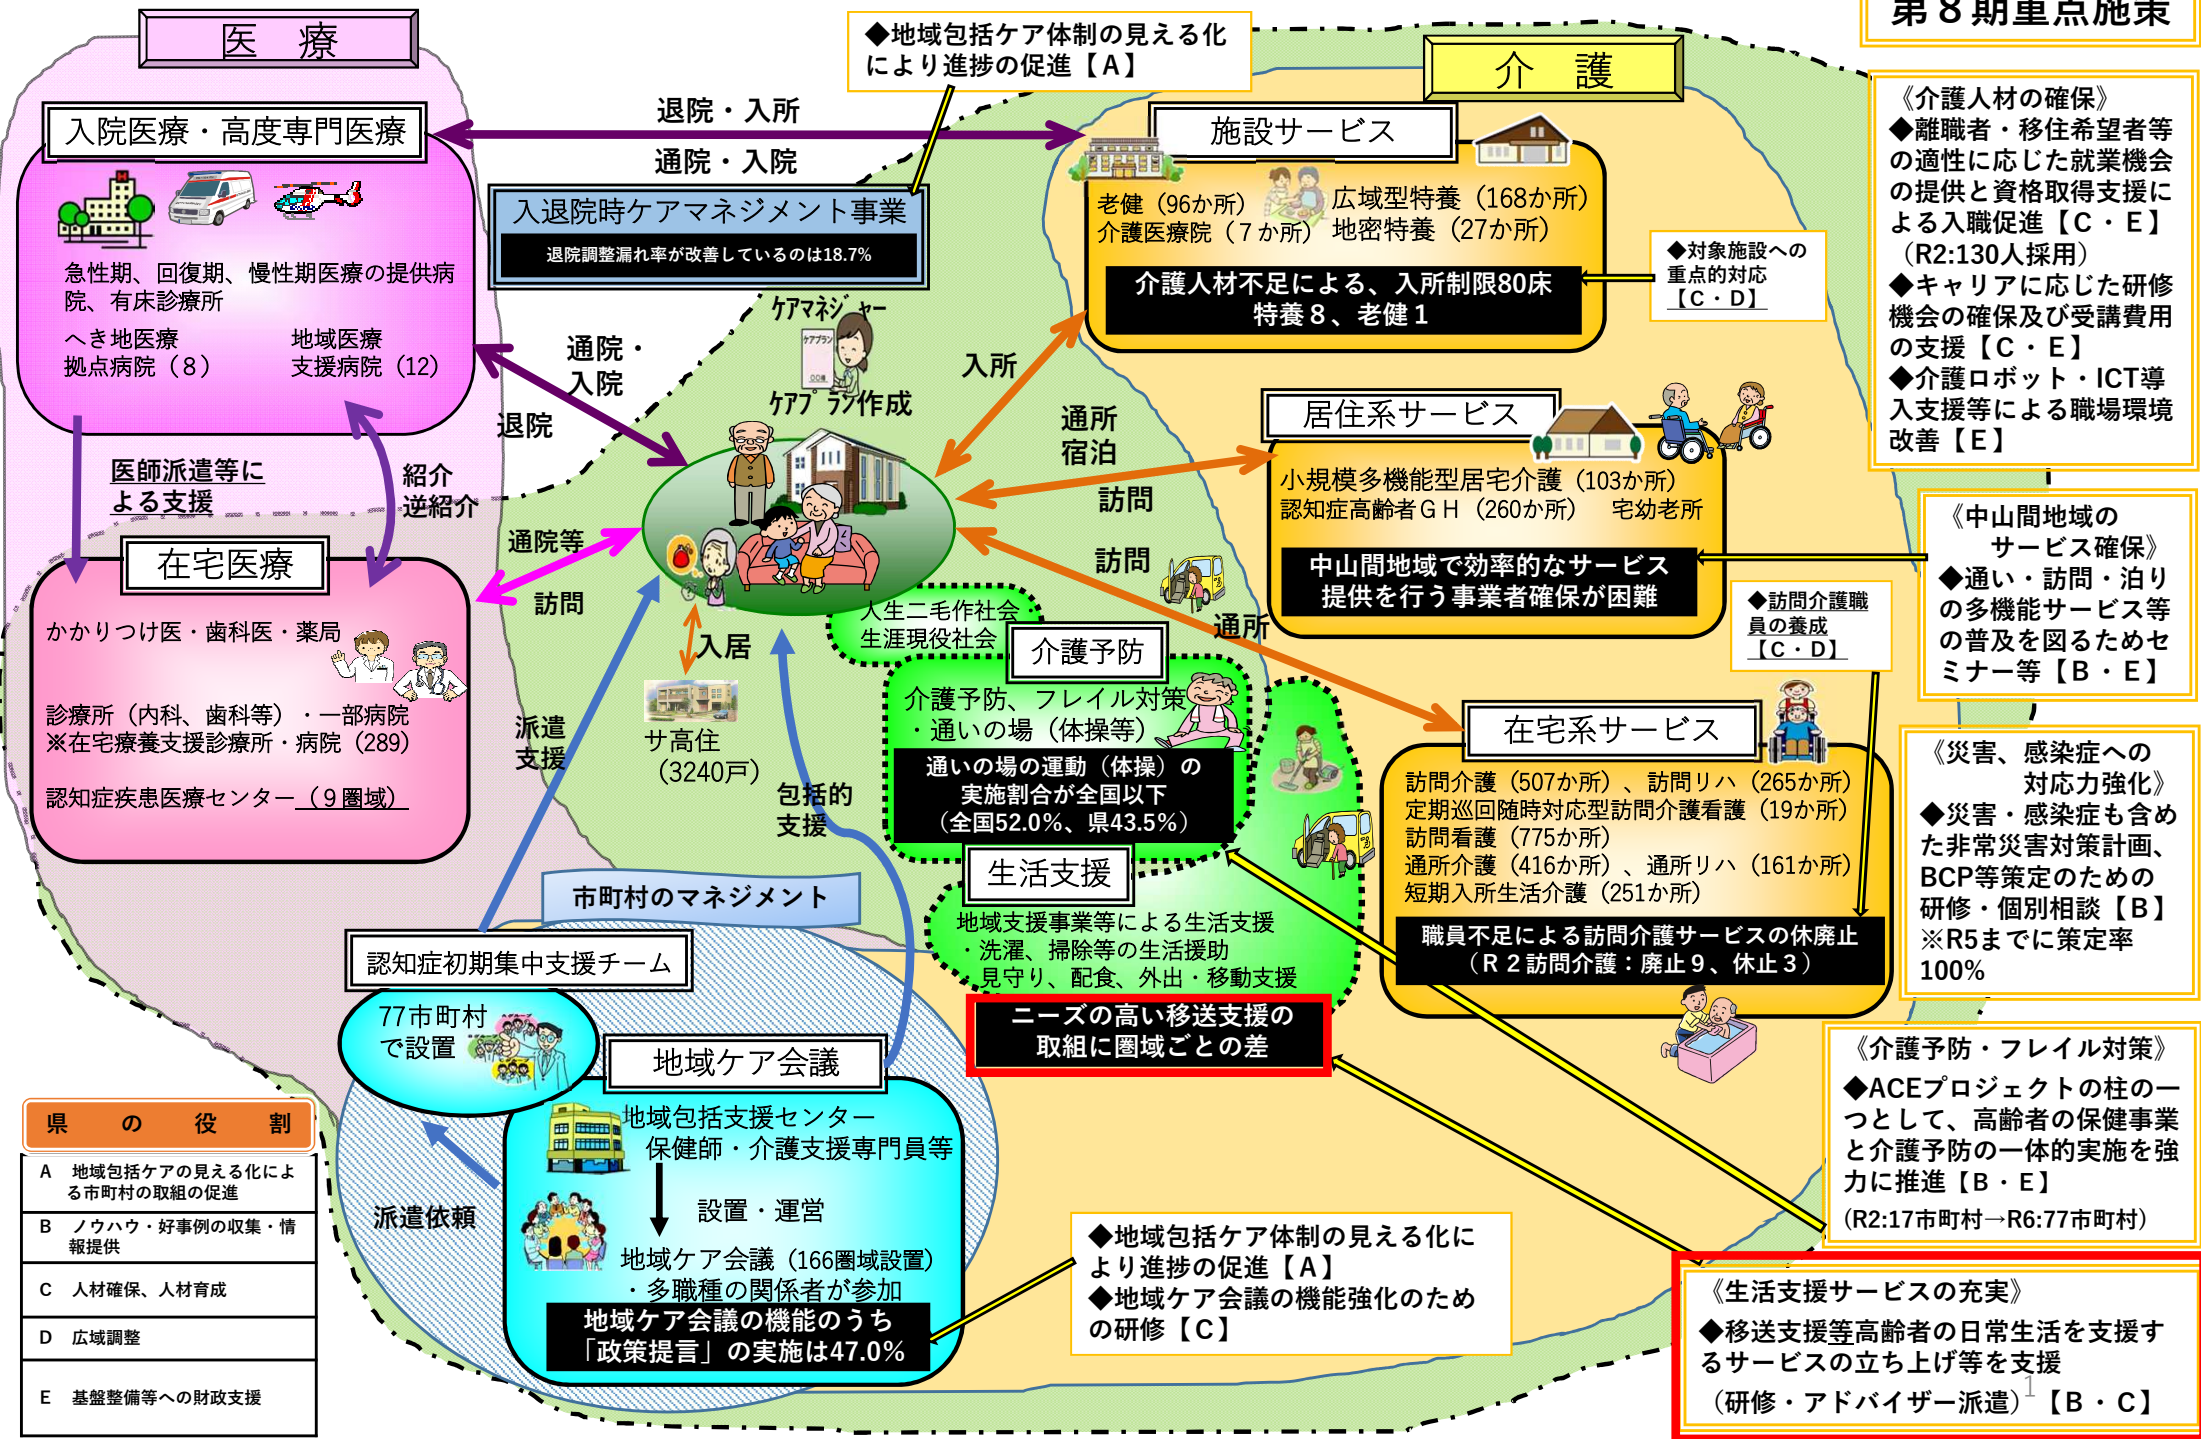 第８期重点施策
医　療
◆地域包括ケア体制の見える化
により進捗の促進【Ａ】
介　護
入院医療・高度専門医療
急性期、回復期、慢性期医療の提供病
院、有床診療所
へき地医療
拠点病院（８）
地域医療
支援病院（12）
退院・入所
通院・入院
入退院時ケアマネジメント事業
退院調整漏れ率が改善しているのは18.7%
施設サービス
老健（96か所）
介護医療院（７か所）
広域型特養（168か所）
地密特養（27か所）
介護人材不足による、入所制限80床
特養８、老健１
◆対象施設への
重点的対応
【Ｃ・Ｄ】
《介護人材の確保》
◆離職者・移住希望者等
の適性に応じた就業機会
の提供と資格取得支援に
よる入職促進【Ｃ・Ｅ】
（R2:130人採用）
◆キャリアに応じた研修
機会の確保及び受講費用
の支援【Ｃ・Ｅ】
◆介護ロボット・ICT導
入支援等による職場環境
改善【Ｅ】
ケアマネジャー
ケアプラン
ケアプラン作成
通院・
入院
退院
入所
通所
宿泊
訪問
居住系サービス
小規模多機能型居宅介護（103か所）
認知症高齢者ＧＨ（260か所）　宅幼老所
中山間地域で効率的なサービス
提供を行う事業者確保が困難
《中山間地域の
サービス確保》
◆通い・訪問・泊り
の多機能サービス等
の普及を図るためセ
ミナー等【Ｂ・Ｅ】
医師派遣等に
よる支援
紹介
逆紹介
在宅医療
かかりつけ医・歯科医・薬局
診療所（内科、歯科等）・一部病院
※在宅療養支援診療所・病院（289）
認知症疾患医療センター（９圏域）
通院等
訪問
訪問
通所
入居
サ高住
（3240戸）
人生二毛作社会
生涯現役社会
介護予防
介護予防、フレイル対策
・通いの場（体操等）
通いの場の運動（体操）の
実施割合が全国以下
（全国52.0%、県43.5%）
◆訪問介護職
員の養成
【Ｃ・Ｄ】
在宅系サービス
訪問介護（507か所）、訪問リハ（265か所）
定期巡回随時対応型訪問介護看護（19か所）
訪問看護（775か所）
通所介護（416か所）、通所リハ（161か所）
短期入所生活介護（251か所）
職員不足による訪問介護サービスの休廃止
（Ｒ２訪問介護：廃止９、休止３）
《災害、感染症への
対応力強化》
◆災害・感染症も含め
た非常災害対策計画、
BCP等策定のための
研修・個別相談【Ｂ】
※R5までに策定率
100%
派遣
支援
包括的
支援
生活支援
地域支援事業等による生活支援
・洗濯、掃除等の生活援助
・見守り、配食、外出・移動支援
ニーズの高い移送支援の
取組に圏域ごとの差
市町村のマネジメント
認知症初期集中支援チーム
77市町村
で設置
地域ケア会議
地域包括支援センター
保健師・介護支援専門員等
設置・運営
地域ケア会議（166圏域設置）
・多職種の関係者が参加
地域ケア会議の機能のうち
「政策提言」の実施は47.0%
派遣依頼
◆地域包括ケア体制の見える化に
より進捗の促進【Ａ】
◆地域ケア会議の機能強化のため
の研修【Ｃ】
《介護予防・フレイル対策》
◆ACEプロジェクトの柱の一
つとして、高齢者の保健事業
と介護予防の一体的実施を強
力に推進【Ｂ・Ｅ】
(R2:17市町村→R6:77市町村)
《生活支援サービスの充実》
◆移送支援等高齢者の日常生活を支援す
るサービスの立ち上げ等を支援
（研修・アドバイザー派遣）【Ｂ・Ｃ】
1
県　の　役　割
A　地域包括ケアの見える化によ
る市町村の取組の促進
B　ノウハウ・好事例の収集・情
報提供
C　人材確保、人材育成
D　広域調整
E　基盤整備等への財政支援